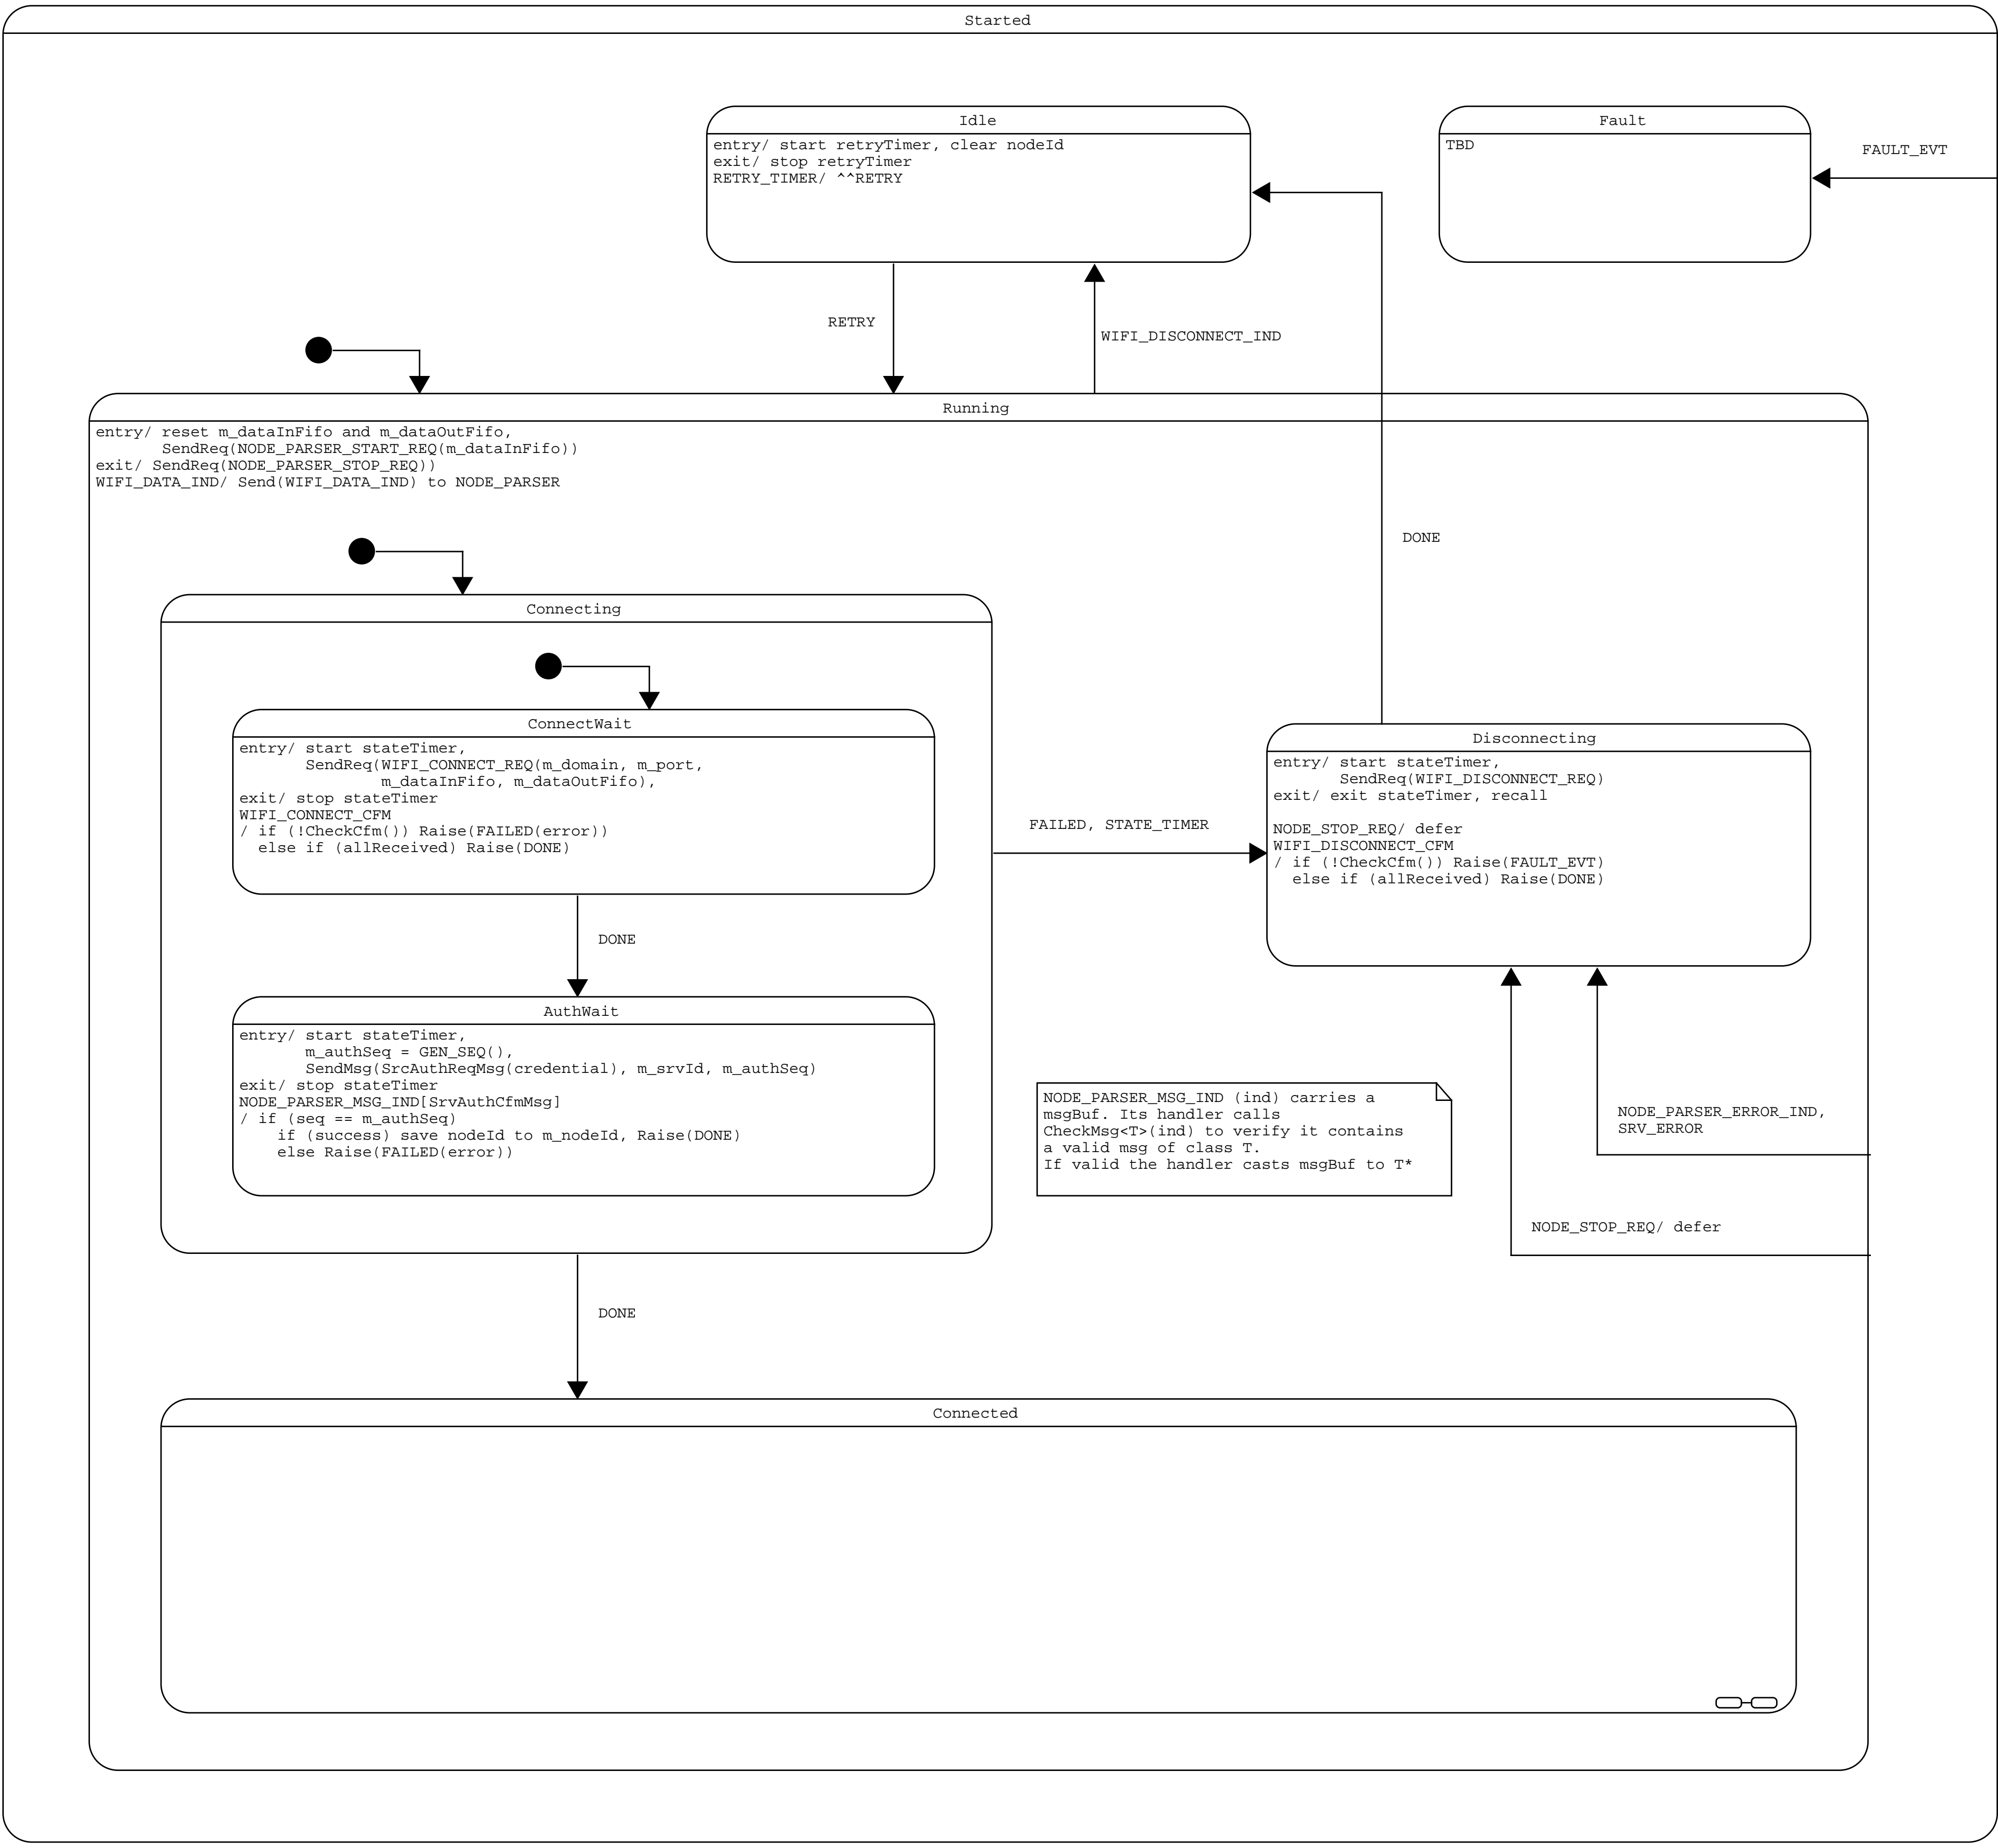 Started
Idle
entry/ start retryTimer, clear nodeId
exit/ stop retryTimer
RETRY_TIMER/ ^^RETRY
Fault
TBD
FAULT_EVT
RETRY
WIFI_DISCONNECT_IND
Running
entry/ reset m_dataInFifo and m_dataOutFifo,
SendReq(NODE_PARSER_START_REQ(m_dataInFifo))
exit/ SendReq(NODE_PARSER_STOP_REQ))
WIFI_DATA_IND/ Send(WIFI_DATA_IND) to NODE_PARSER
DONE
Connecting
ConnectWait
entry/ start stateTimer,
SendReq(WIFI_CONNECT_REQ(m_domain, m_port,
m_dataInFifo, m_dataOutFifo),
exit/ stop stateTimer
WIFI_CONNECT_CFM
/ if (!CheckCfm()) Raise(FAILED(error))
else if (allReceived) Raise(DONE)
FAILED, STATE_TIMER
Disconnecting
entry/ start stateTimer,
SendReq(WIFI_DISCONNECT_REQ)
exit/ exit stateTimer, recall
NODE_STOP_REQ/ defer
WIFI_DISCONNECT_CFM
/ if (!CheckCfm()) Raise(FAULT_EVT)
else if (allReceived) Raise(DONE)
DONE
AuthWait
entry/ start stateTimer,
m_authSeq = GEN_SEQ(),
SendMsg(SrcAuthReqMsg(credential), m_srvId, m_authSeq)
exit/ stop stateTimer
NODE_PARSER_MSG_IND[SrvAuthCfmMsg]
/ if (seq == m_authSeq)
if (success) save nodeId to m_nodeId, Raise(DONE)
else Raise(FAILED(error))
NODE_PARSER_MSG_IND (ind) carries a
msgBuf. Its handler calls
CheckMsg<T>(ind) to verify it contains
a valid msg of class T.
If valid the handler casts msgBuf to T*
NODE_PARSER_ERROR_IND,
SRV_ERROR
NODE_STOP_REQ/ defer
DONE
Connected